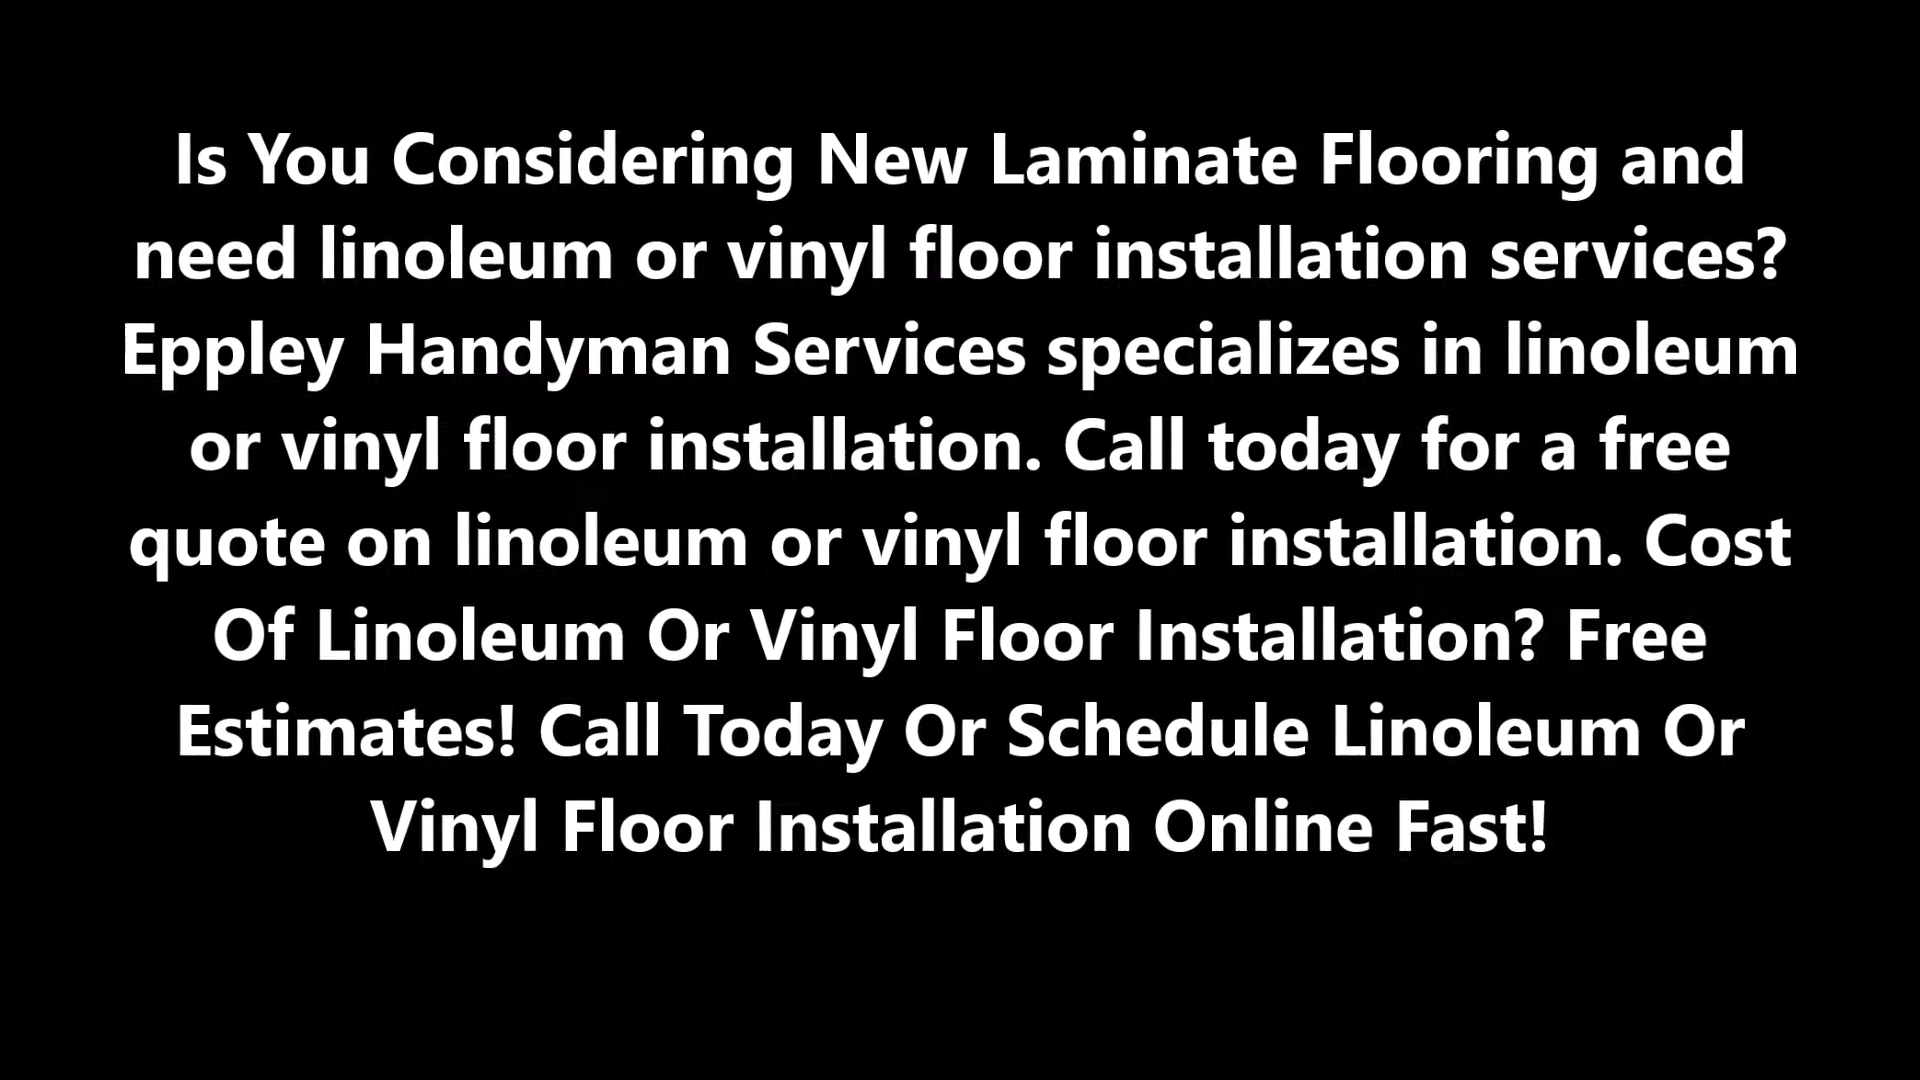 Is You Considering New Laminate Flooring and
need linoleum or vinyl floor installation services?
Eppley Handyman Services specializes in linoleum
or vinyl floor installation. Call today for a free
quote on linoleum or vinyl floor installation. Cost
Of Linoleum Or Vinyl Floor Installation? Free
Estimates! Call Today Or Schedule Linoleum Or
Vinyl Floor Installation Online Fast!